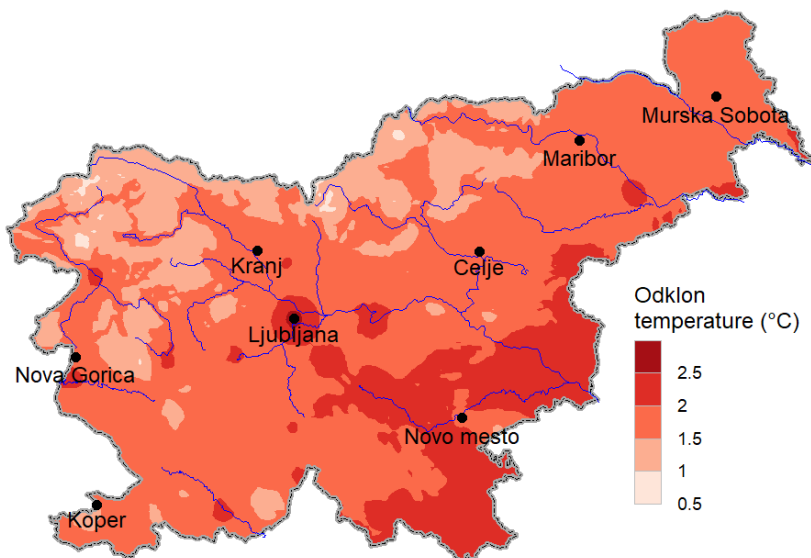 Murska Sobota
Maribor
Kranj
Celje
Ljubljana
Nova Gorica
Novo mesto
Koper
Odklon
temperature (°C)
2.5
2
1.5
1
0.5